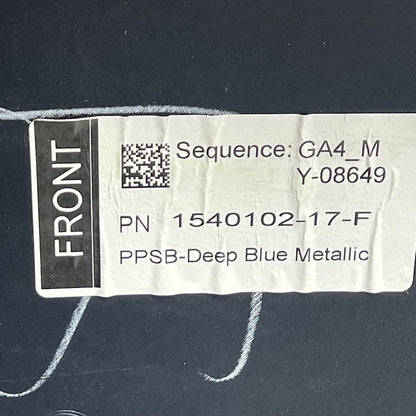 FRONT
Sequence: GA4_M
Y-08649
PN 1540102-17-F
PPSB-Deep Blue Metallic